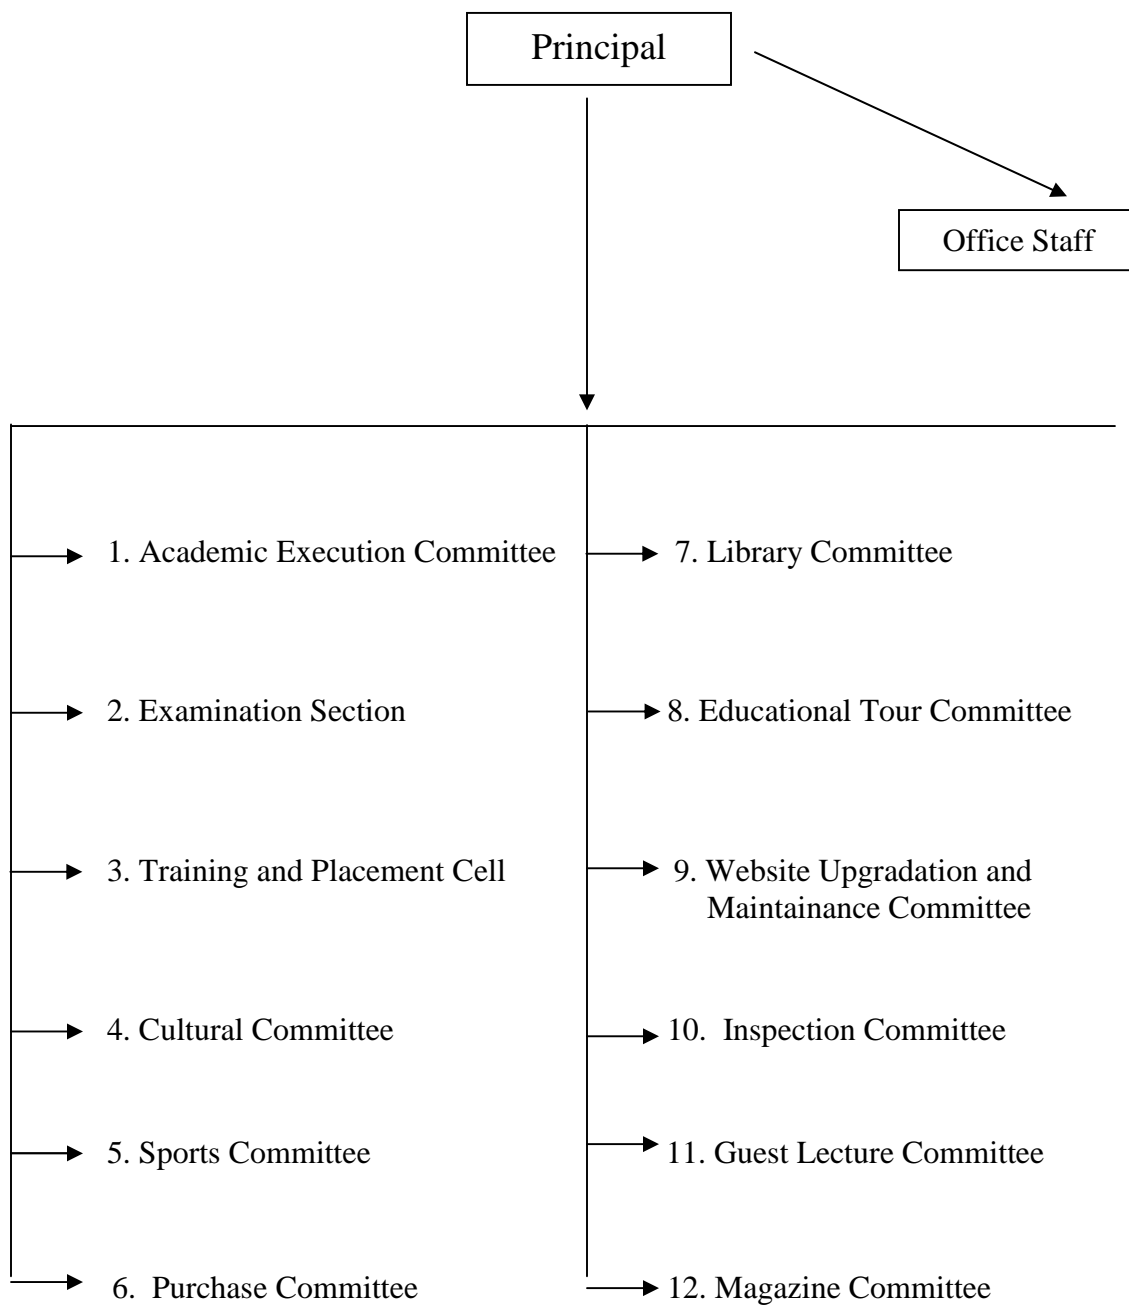 Principal
Office Staff
1. Academic Execution Committee
2. Examination Section
3. Training and Placement Cell
4. Cultural Committee
5. Sports Committee
6. Purchase Committee
7. Library Committee
8. Educational Tour Committee
9. Website Upgradation and
Maintainance Committee
10. Inspection Committee
11. Guest Lecture Committee
12. Magazine Committee